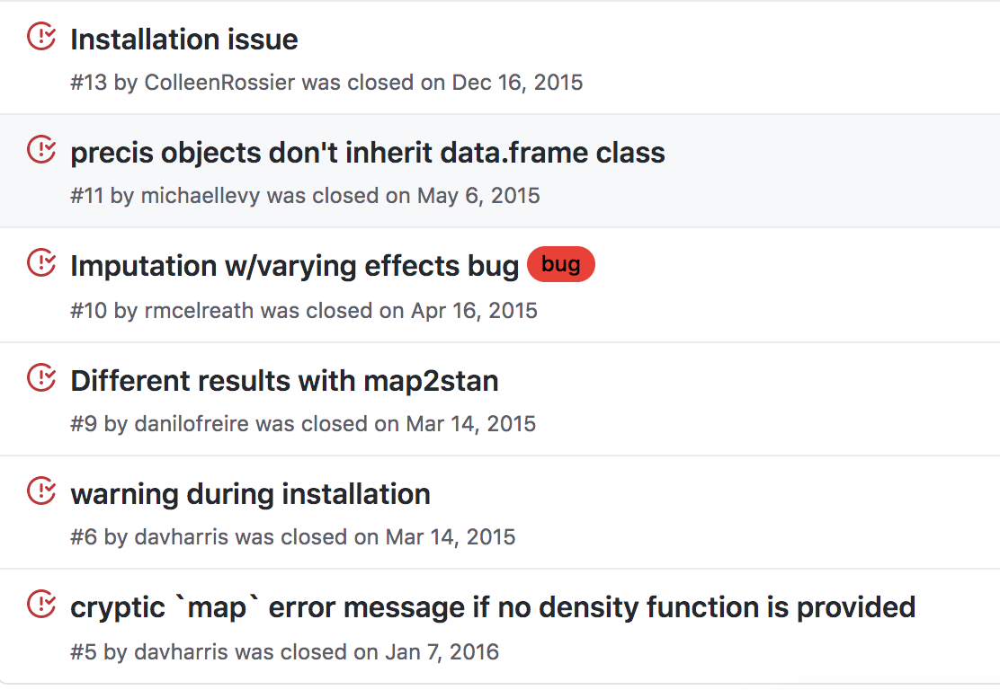 Installation issue
#13 by ColleenRossier was closed on Dec 16, 2015
precis objects don't inherit data.frame class
#11 by michaellevy was closed on May 6, 2015
Imputation w/varying effects bug bug
#10 by rmcelreath was closed on Apr 16, 2015
Different results with map2stan
#9 by danilofreire was closed on Mar 14, 2015
warning during installation
#6 by davharris was closed on Mar 14, 2015
cryptic `map` error message if no density function is provided
#5 by davharris was closed on Jan 7, 2016